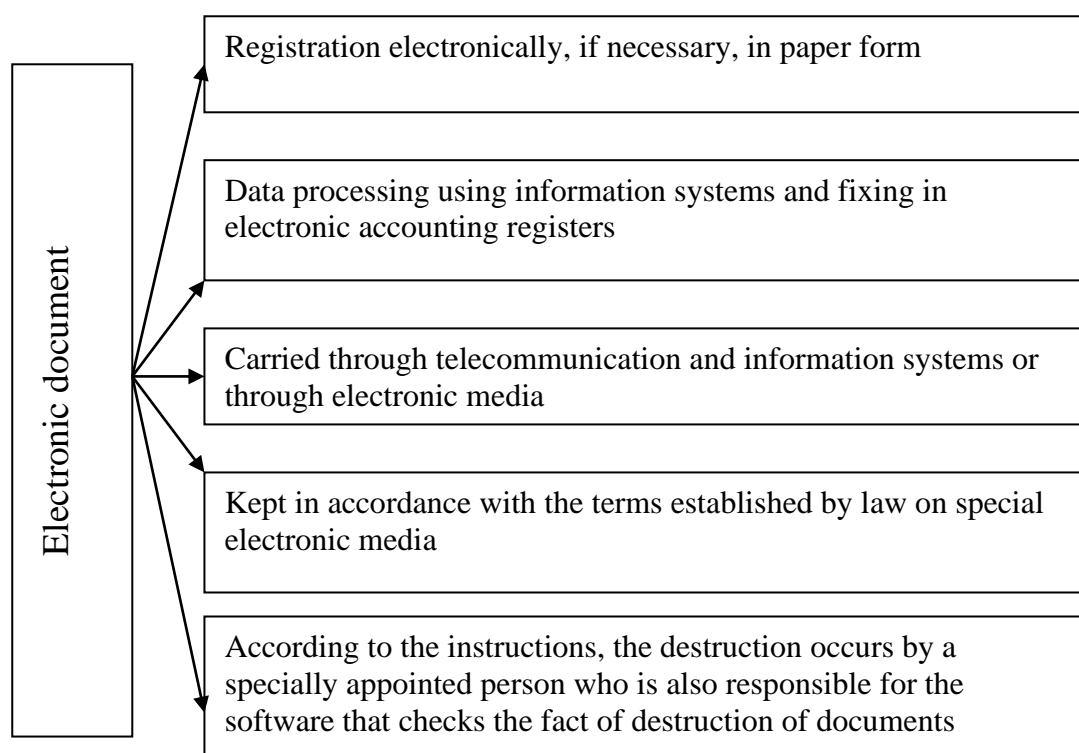 Electronic document
Registration electronically, if necessary, in paper form
Data processing using information systems and fixing in
electronic accounting registers
Carried through telecommunication and information systems or
through electronic media
Kept in accordance with the terms established by law on special
electronic media
According to the instructions, the destruction occurs by a
specially appointed person who is also responsible for the
software that checks the fact of destruction of documents